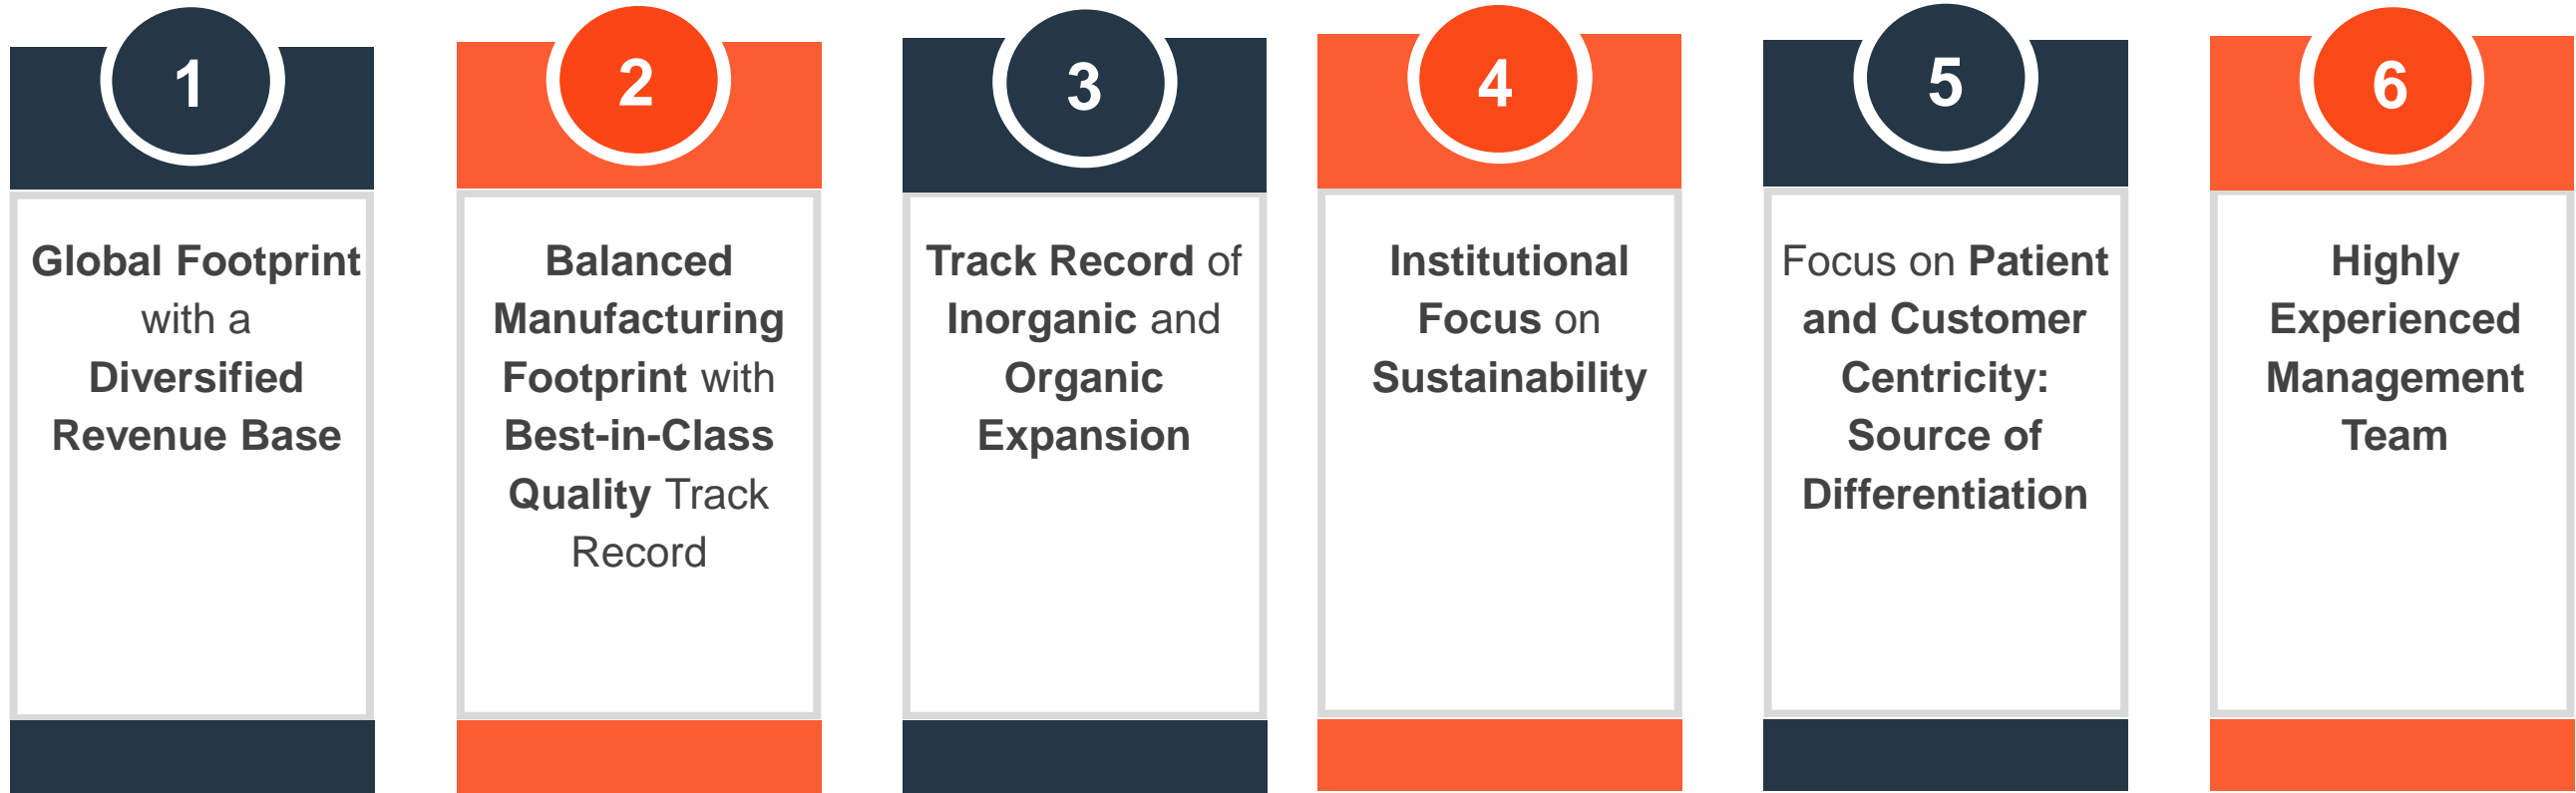 1
Global Footprint
with a
Diversified
Revenue Base
2
Balanced
Manufacturing
Footprint with
Best-in-Class
Quality Track
Record
3
Track Record of
Inorganic and
Organic
Expansion
4
Institutional
Focus on
Sustainability
5
Focus on Patient
and Customer
Centricity:
Source of
Differentiation
6
Highly
Experienced
Management
Team